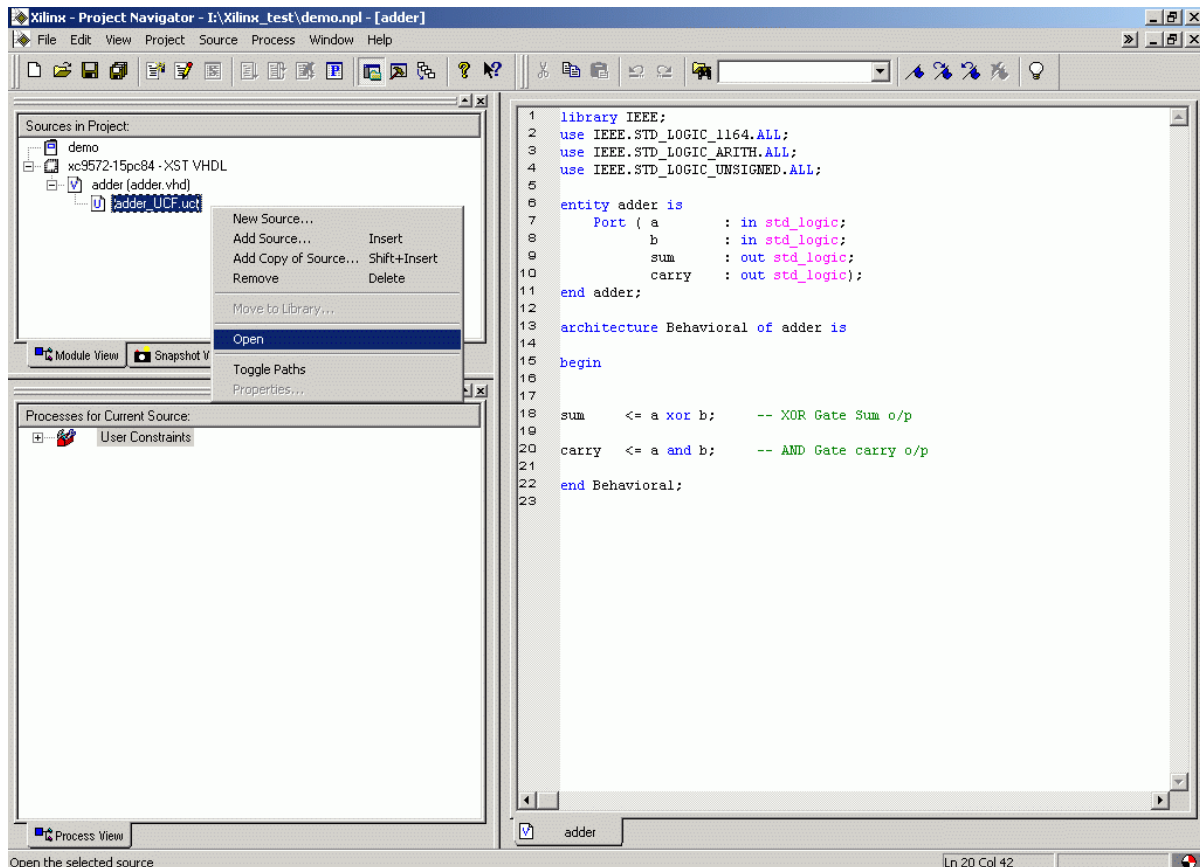 Xilinx - Project Navigator - I:\Xilinx_test\demo.npl - [adder]
File Edit View Project Source Process Window Help
Sources in Project:
demo
xc9572-15pc84 - XST VHDL
adder (adder.vhd)
adder_UCF.ucf
New Source...
Add Source... Insert
Add Copy of Source... Shift+Insert
Remove Delete
Move to Library...
Open
Toggle Paths
Properties...
Module View Snapshot V
Processes for Current Source:
User Constraints
Process View
1 library IEEE;
2 use IEEE.STD_LOGIC_1164.ALL;
3 use IEEE.STD_LOGIC_ARITH.ALL;
4 use IEEE.STD_LOGIC_UNSIGNED.ALL;
5
6 entity adder is
7 Port ( a : in std_logic;
8 b : in std_logic;
9 sum : out std_logic;
10 carry : out std_logic);
11 end adder;
12
13 architecture Behavioral of adder is
14
15 begin
16
17
18 sum <= a xor b; -- XOR Gate Sum o/p
19
20 carry <= a and b; -- AND Gate carry o/p
21
22 end Behavioral;
23
adder
Open the selected source
Ln 20 Col 42